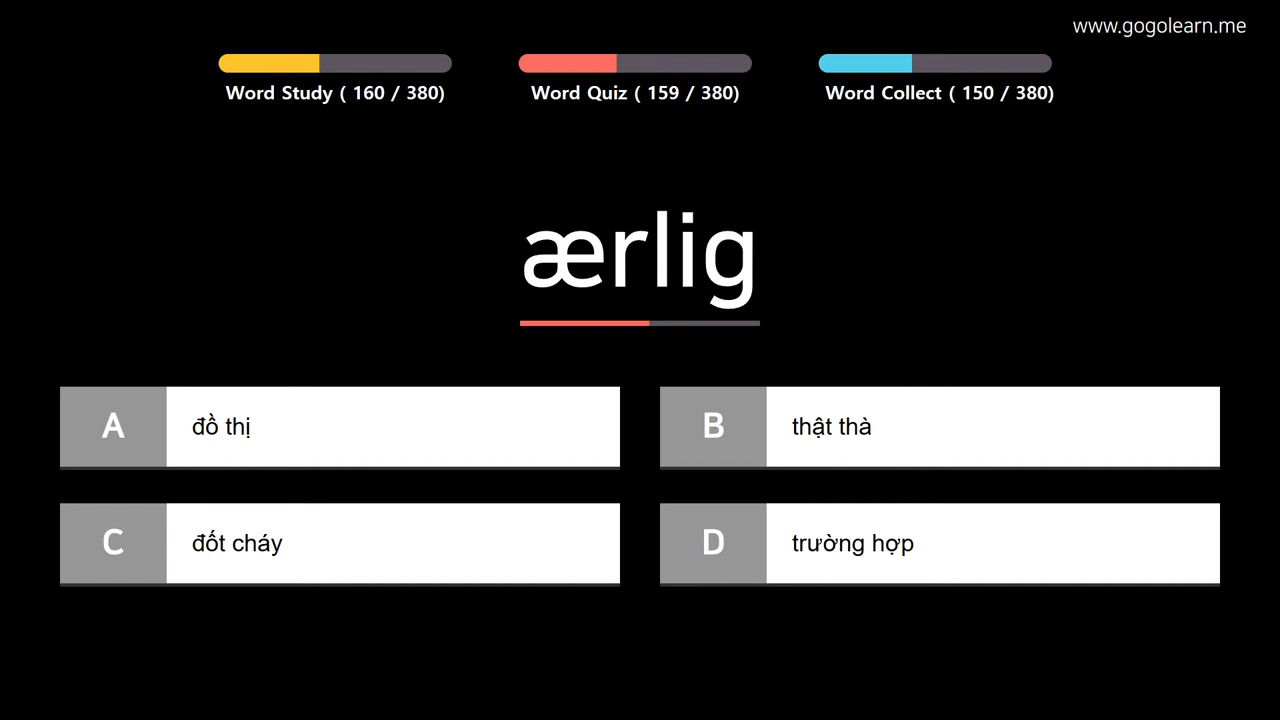 www.gogolearn.me
Word Study ( 160 / 380)
Word Quiz ( 159 / 380)
Word Collect ( 150 / 380)
ærlig
A
đồ thị
B
thật thà
C
đốt cháy
D
trường hợp